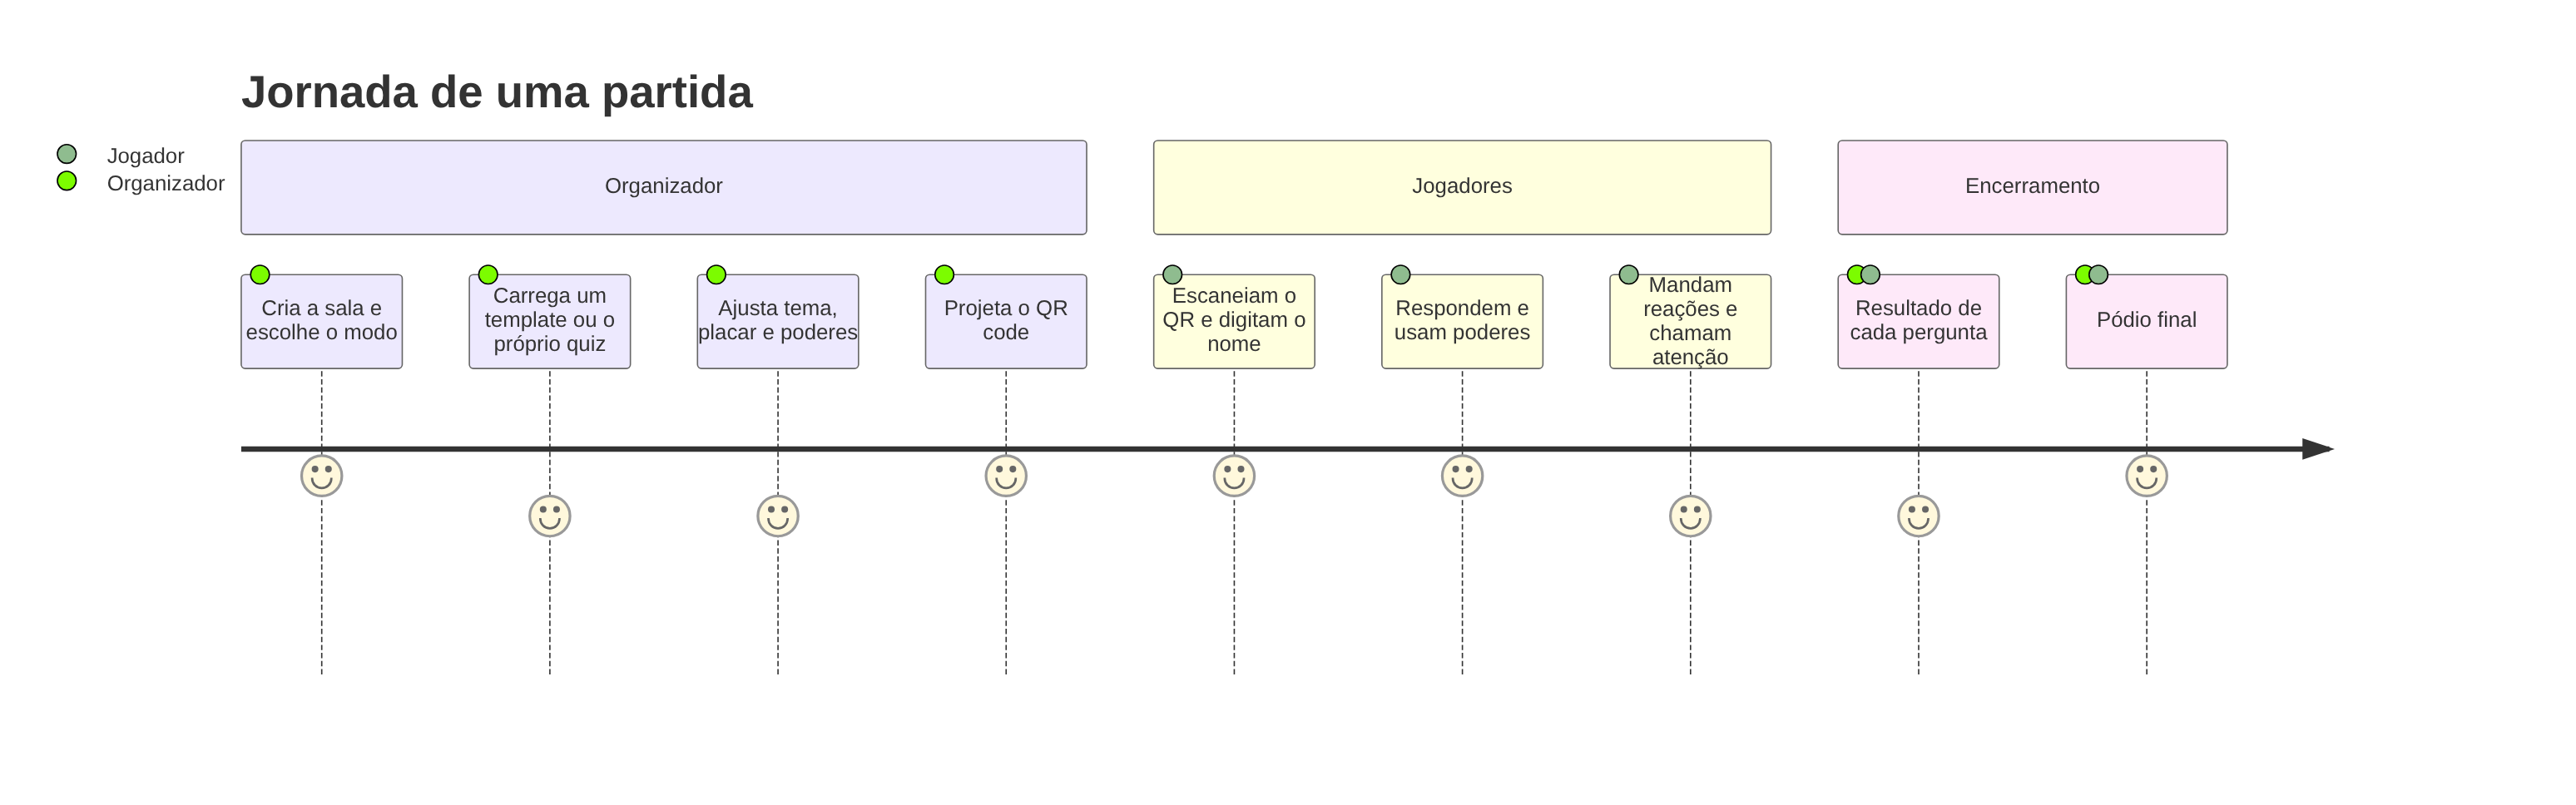 Jornada de uma partida
Jogador
Organizador
Organizador
Jogadores
Encerramento
Cria a sala e
escolhe o modo
Carrega um
template ou o
próprio quiz
Ajusta tema,
placar e poderes
Projeta o QR
code
Escaneiam o
QR e digitam o
nome
Respondem e
usam poderes
Mandam
reações e
chamam
atenção
Resultado de
cada pergunta
Pódio final